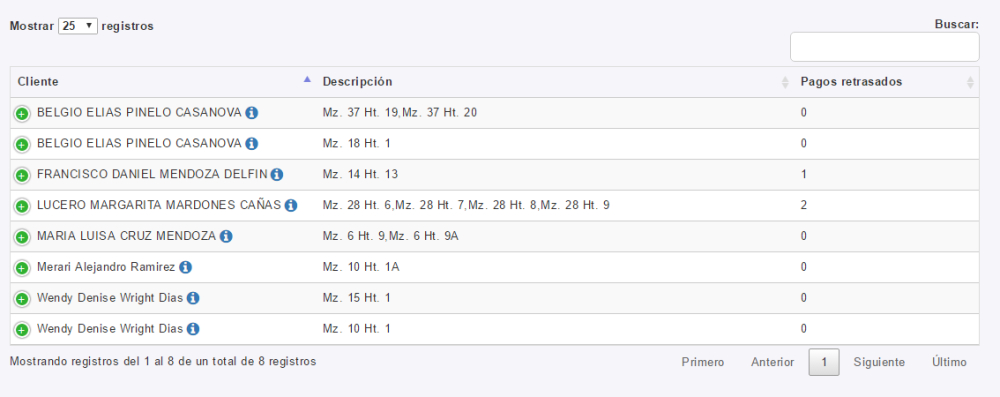 Mostrar 25 registros
Buscar:
Cliente Descripción Pagos retrasados
BELGIO ELIAS PINELO CASANOVA Mz. 37 Ht. 19,Mz. 37 Ht. 20 0
BELGIO ELIAS PINELO CASANOVA Mz. 18 Ht. 1 0
FRANCISCO DANIEL MENDOZA DELFIN Mz. 14 Ht. 13 1
LUCERO MARGARITA MARDONES CAÑAS Mz. 28 Ht. 6,Mz. 28 Ht. 7,Mz. 28 Ht. 8,Mz. 28 Ht. 9 2
MARIA LUISA CRUZ MENDOZA Mz. 6 Ht. 9,Mz. 6 Ht. 9A 0
Merari Alejandro Ramirez Mz. 10 Ht. 1A 0
Wendy Denise Wright Dias Mz. 15 Ht. 1 0
Wendy Denise Wright Dias Mz. 10 Ht. 1 0
Mostrando registros del 1 al 8 de un total de 8 registros
Primero Anterior 1 Siguiente Último